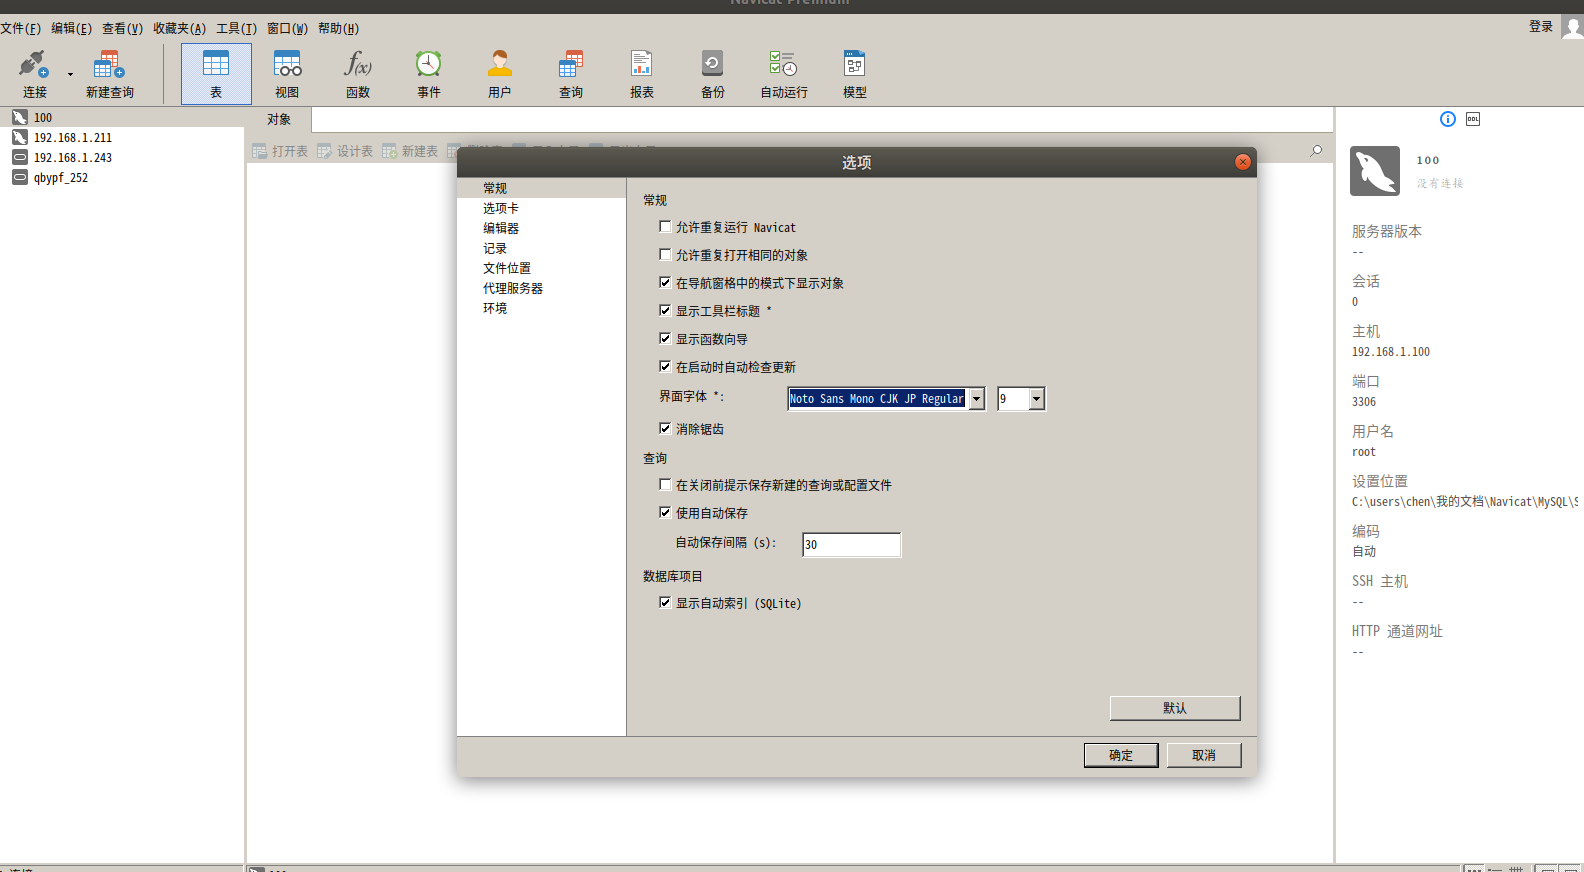 Navicat Premium
文件(F) 编辑(E) 查看(V) 收藏夹(A) 工具(T) 窗口(W) 帮助(H)
登录
连接 新建查询 表 视图 函数 事件 用户 查询 报表 备份 自动运行 模型
100
192.168.1.211
192.168.1.243
qbypf_252
对象
打开表 设计表 新建表
选项
常规
选项卡
编辑器
记录
文件位置
代理服务器
环境
常规
允许重复运行 Navicat
允许重复打开相同的对象
在导航窗格中的模式下显示对象
显示工具栏标题 *
显示函数向导
在启动时自动检查更新
界面字体 *: Noto Sans Mono CJK JP Regular 9
消除锯齿
查询
在关闭前提示保存新建的查询或配置文件
使用自动保存
自动保存间隔 (s): 30
数据库项目
显示自动索引 (SQLite)
默认
确定 取消
DDL
100
没有连接
服务器版本
--
会话
0
主机
192.168.1.100
端口
3306
用户名
root
设置位置
C:\users\chen\我的文档\Navicat\MySQL\S
编码
自动
SSH 主机
--
HTTP 通道网址
--